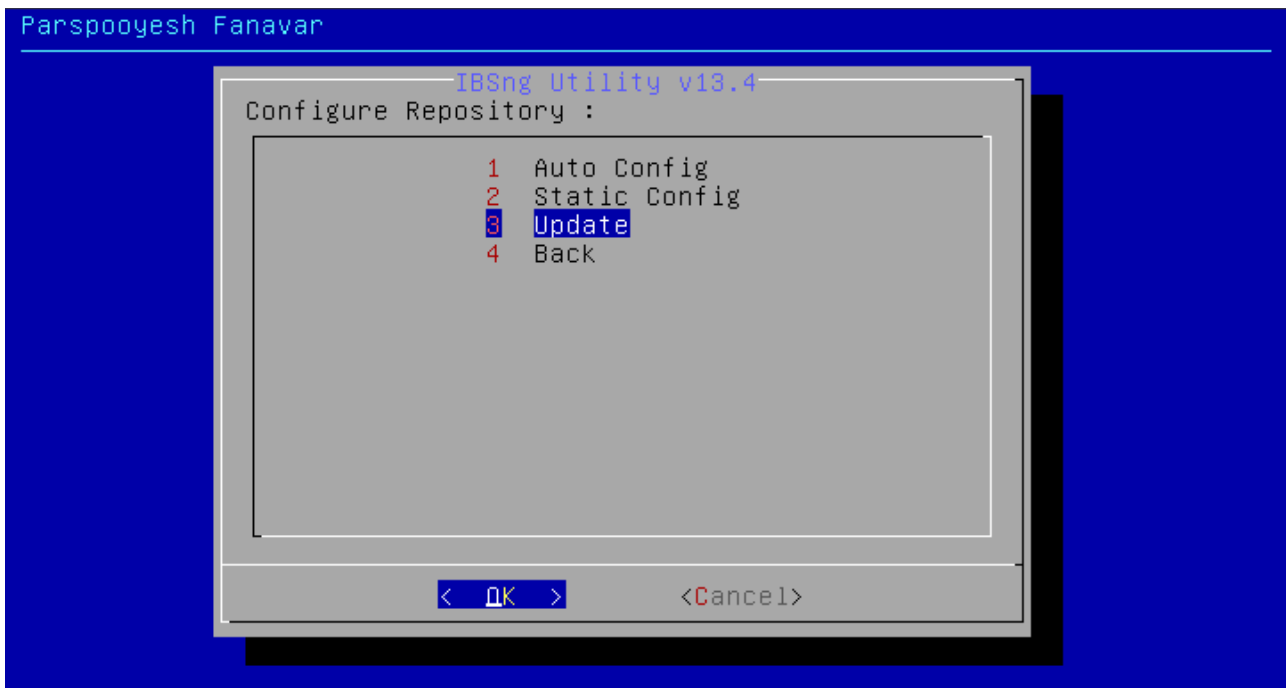 Parspooyesh Fanavar
IBSng Utility v13.4
Configure Repository :
1 Auto Config
2 Static Config
3 Update
4 Back
< OK > <Cancel>